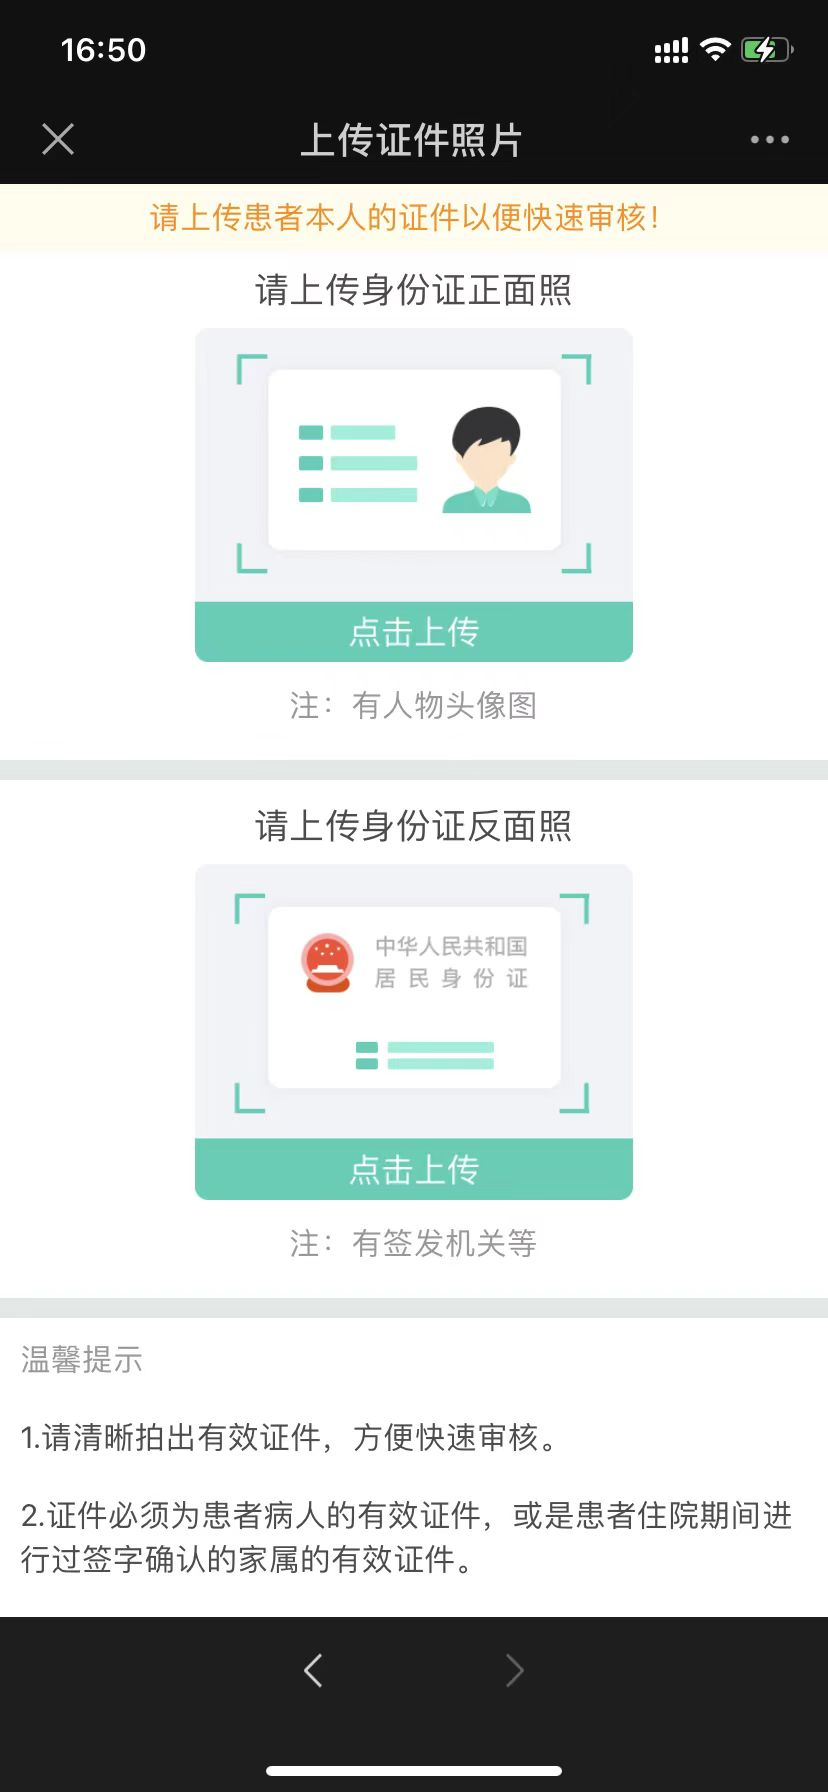 16:50
上传证件照片
请上传患者本人的证件以便快速审核！
请上传身份证正面照
点击上传
注：有人物头像图
请上传身份证反面照
中华人民共和国
居民身份证
点击上传
注：有签发机关等
温馨提示
1.请清晰拍出有效证件，方便快速审核。
2.证件必须为患者病人的有效证件，或是患者住院期间进
行过签字确认的家属的有效证件。